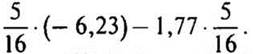 5/16 · (− 6,23) − 1,77 · 5/16.